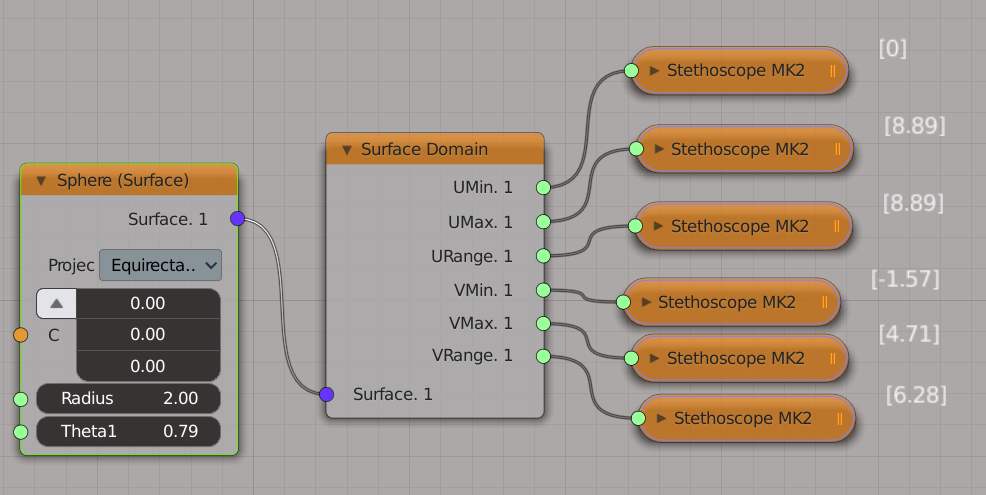 Sphere (Surface)
Surface. 1
Projec Equirecta..
0.00
C 0.00
0.00
Radius 2.00
Theta1 0.79
Surface Domain
UMin. 1
UMax. 1
URange. 1
VMin. 1
VMax. 1
VRange. 1
Surface. 1
Stethoscope MK2 [0]
Stethoscope MK2 [8.89]
Stethoscope MK2 [8.89]
Stethoscope MK2 [-1.57]
Stethoscope MK2 [4.71]
Stethoscope MK2 [6.28]